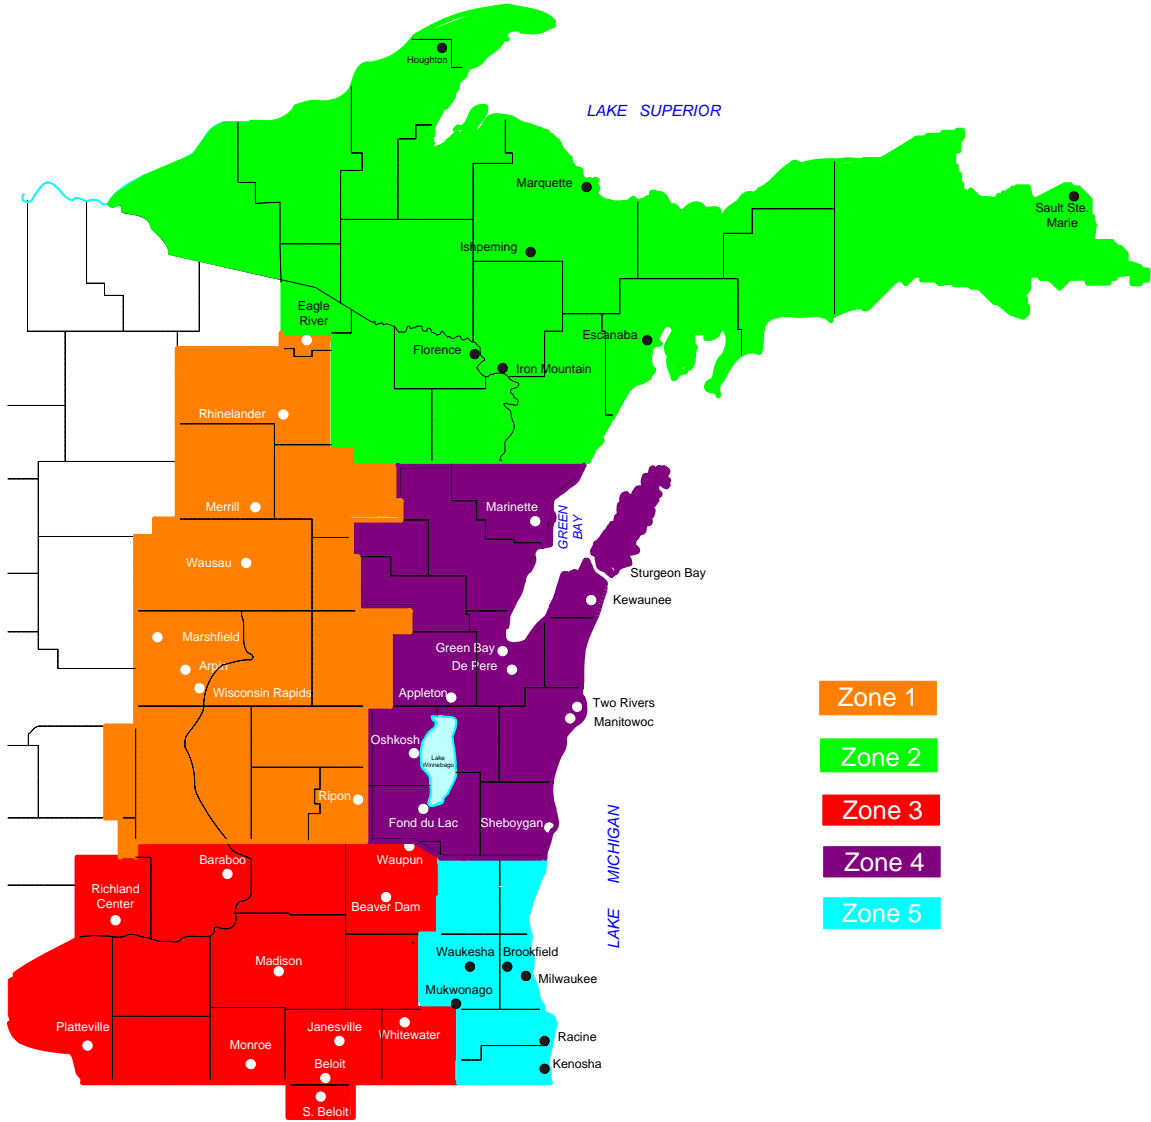 Houghton
LAKE SUPERIOR
Marquette
Sault Ste.
Marie
Ishpeming
Eagle
River
Escanaba
Florence
Iron Mountain
Rhinelander
Merrill
Marinette
GREEN
BAY
Wausau
Sturgeon Bay
Kewaunee
Marshfield
Green Bay
Arpin
De Pere
Wisconsin Rapids
Appleton
Two Rivers
Manitowoc
Zone 1
Oshkosh
Lake
Winnebago
Zone 2
Ripon
Fond du Lac
Sheboygan
Zone 3
LAKE MICHIGAN
Baraboo
Waupun
Zone 4
Richland
Center
Beaver Dam
Zone 5
Waukesha
Brookfield
Madison
Milwaukee
Mukwonago
Platteville
Janesville
Whitewater
Racine
Monroe
Beloit
Kenosha
S. Beloit